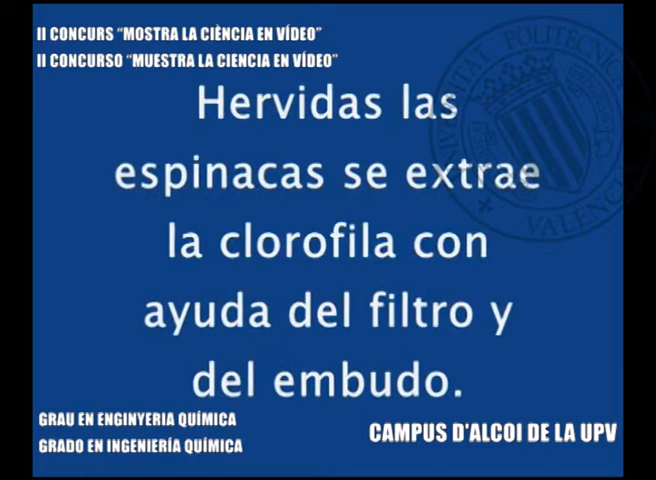 II CONCURS "MOSTRA LA CIÈNCIA EN VÍDEO"
II CONCURSO "MUESTRA LA CIENCIA EN VÍDEO"
Hervidas las
espinacas se extrae
la clorofila con
ayuda del filtro y
del embudo.
GRAU EN ENGINYERIA QUÍMICA
GRADO EN INGENIERÍA QUÍMICA
CAMPUS D'ALCOI DE LA UPV